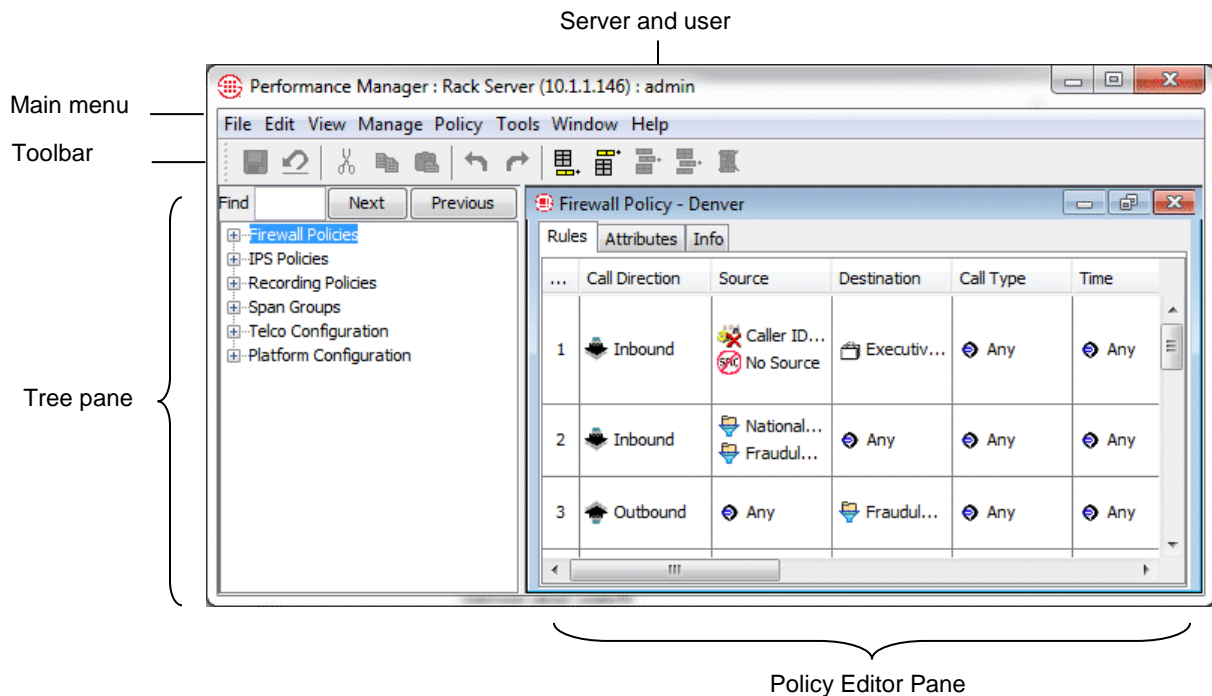 Server and user
Performance Manager : Rack Server (10.1.1.146) : admin
Main menu
File Edit View Manage Policy Tools Window Help
Toolbar
Find Next Previous
Firewall Policies
IPS Policies
Recording Policies
Span Groups
Telco Configuration
Platform Configuration
Tree pane
Firewall Policy - Denver
Rules Attributes Info
... Call Direction Source Destination Call Type Time
1 Inbound Caller ID... No Source Executiv... Any Any
2 Inbound National... Fraudul... Any Any Any
3 Outbound Any Fraudul... Any Any
Policy Editor Pane